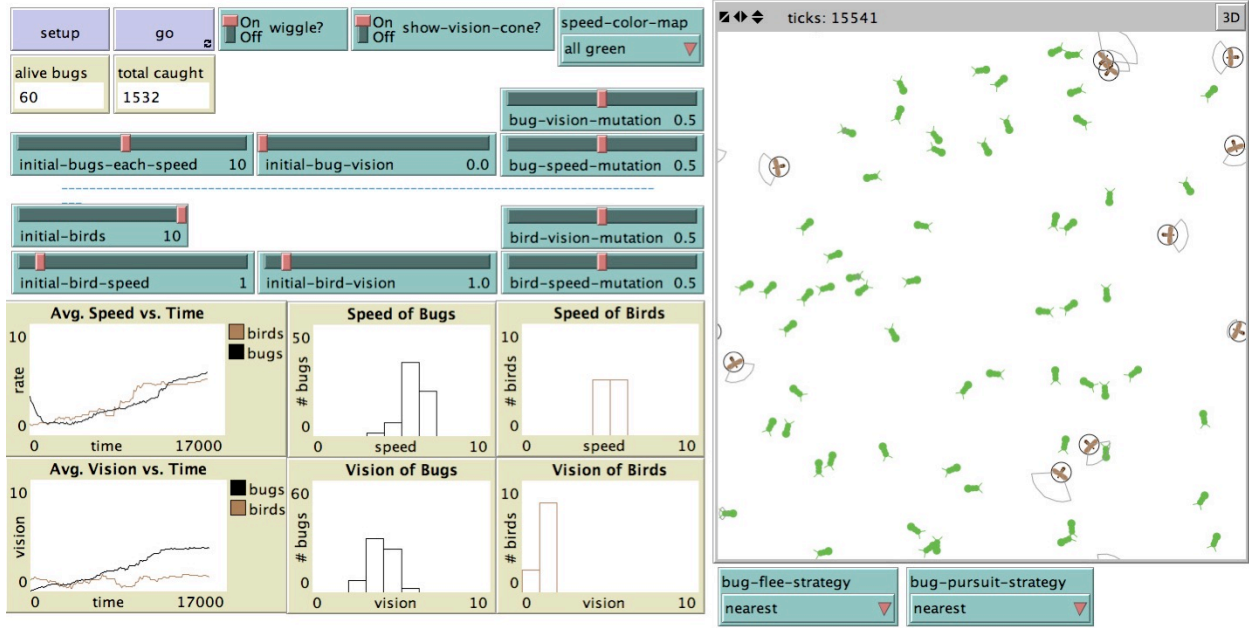 setup
go
On
Off
wiggle?
On
Off
show-vision-cone?
speed-color-map
all green
alive bugs
60
total caught
1532
bug-vision-mutation 0.5
initial-bugs-each-speed 10
initial-bug-vision 0.0
bug-speed-mutation 0.5
initial-birds 10
bird-vision-mutation 0.5
initial-bird-speed 1
initial-bird-vision 1.0
bird-speed-mutation 0.5
Avg. Speed vs. Time
10
rate
0
0 time 17000
birds
bugs
Speed of Bugs
50
# bugs
0
0 speed 10
Speed of Birds
10
# birds
0
0 speed 10
Avg. Vision vs. Time
10
vision
0
0 time 17000
bugs
birds
Vision of Bugs
60
# bugs
0
0 vision 10
Vision of Birds
10
# birds
0
0 vision 10
ticks: 15541
3D
bug-flee-strategy
nearest
bug-pursuit-strategy
nearest